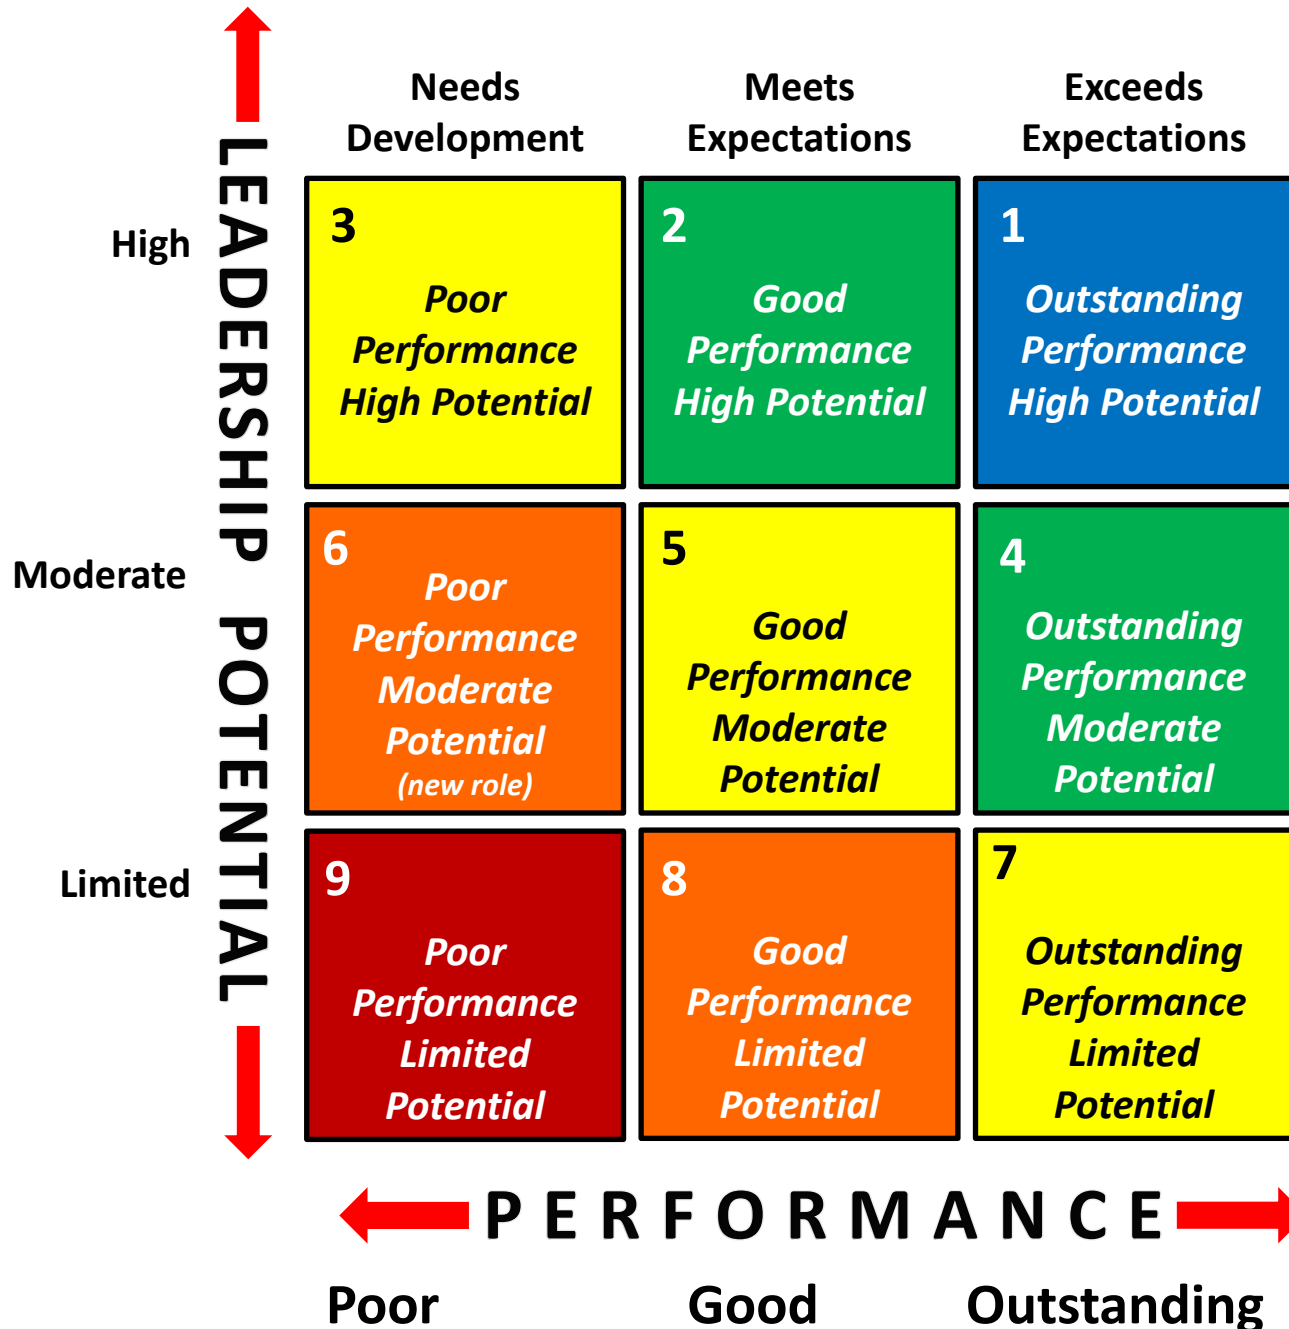 Needs
Development
Meets
Expectations
Exceeds
Expectations
LEADERSHIP POTENTIAL
High
3
Poor
Performance
High Potential
2
Good
Performance
High Potential
1
Outstanding
Performance
High Potential
Moderate
6
Poor
Performance
Moderate
Potential
(new role)
5
Good
Performance
Moderate
Potential
4
Outstanding
Performance
Moderate
Potential
Limited
9
Poor
Performance
Limited
Potential
8
Good
Performance
Limited
Potential
7
Outstanding
Performance
Limited
Potential
PERFORMANCE
Poor
Good
Outstanding